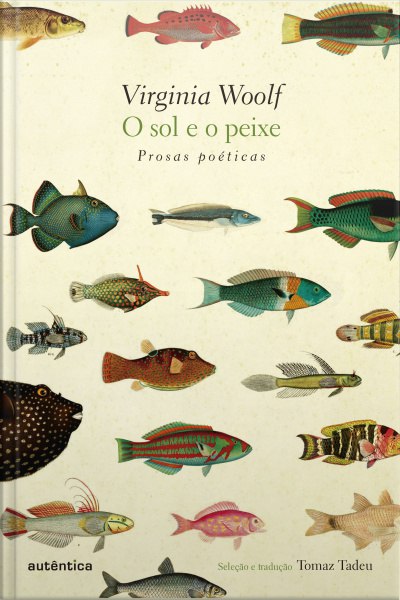 Virginia Woolf
O sol e o peixe
Prosas poéticas
autêntica
Seleção e tradução Tomaz Tadeu